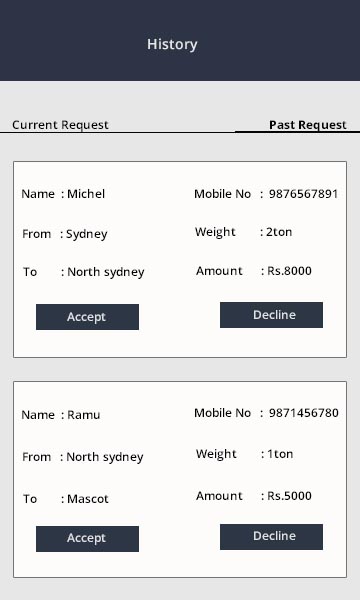 History
Current Request Past Request
Name : Michel Mobile No : 9876567891
From : Sydney Weight : 2ton
To : North sydney Amount : Rs.8000
Accept Decline
Name : Ramu Mobile No : 9871456780
From : North sydney Weight : 1ton
To : Mascot Amount : Rs.5000
Accept Decline